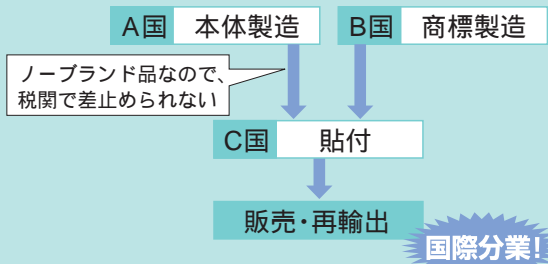 A国 本体製造
B国 商標製造
ノーブランド品なので、
税関で差止められない
C国 貼付
販売・再輸出
国際分業!